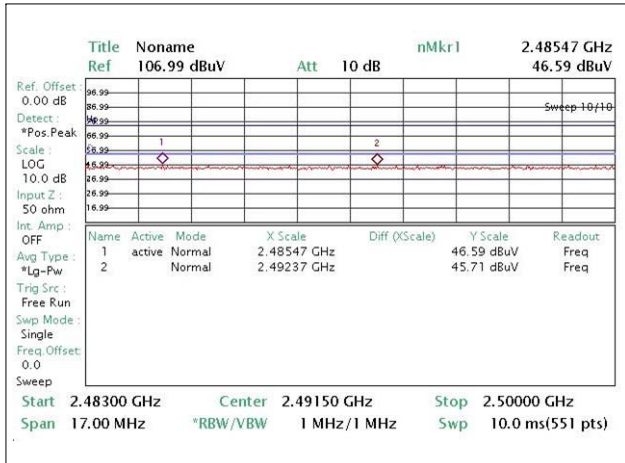 Title Noname nMkr1 2.48547 GHz
Ref 106.99 dBuV Att 10 dB 46.59 dBuV
Ref. Offset :
0.00 dB
Detect :
*Pos.Peak
Scale :
LOG
10.0 dB
Input Z :
50 ohm
Int. Amp :
OFF
Avg Type :
*Lg-Pw
Trig Src :
Free Run
Swp Mode :
Single
Freq.Offset:
0.0
Sweep
96.99
86.99
66.99
56.99
26.99
16.99
Sweep 10/10
1
2
Name Active Mode X Scale Diff (XScale) Y Scale Readout
1 active Normal 2.48547 GHz 46.59 dBuV Freq
2 Normal 2.49237 GHz 45.71 dBuV Freq
Start 2.48300 GHz Center 2.49150 GHz Stop 2.50000 GHz
Span 17.00 MHz *RBW/VBW 1 MHz/1 MHz Swp 10.0 ms(551 pts)